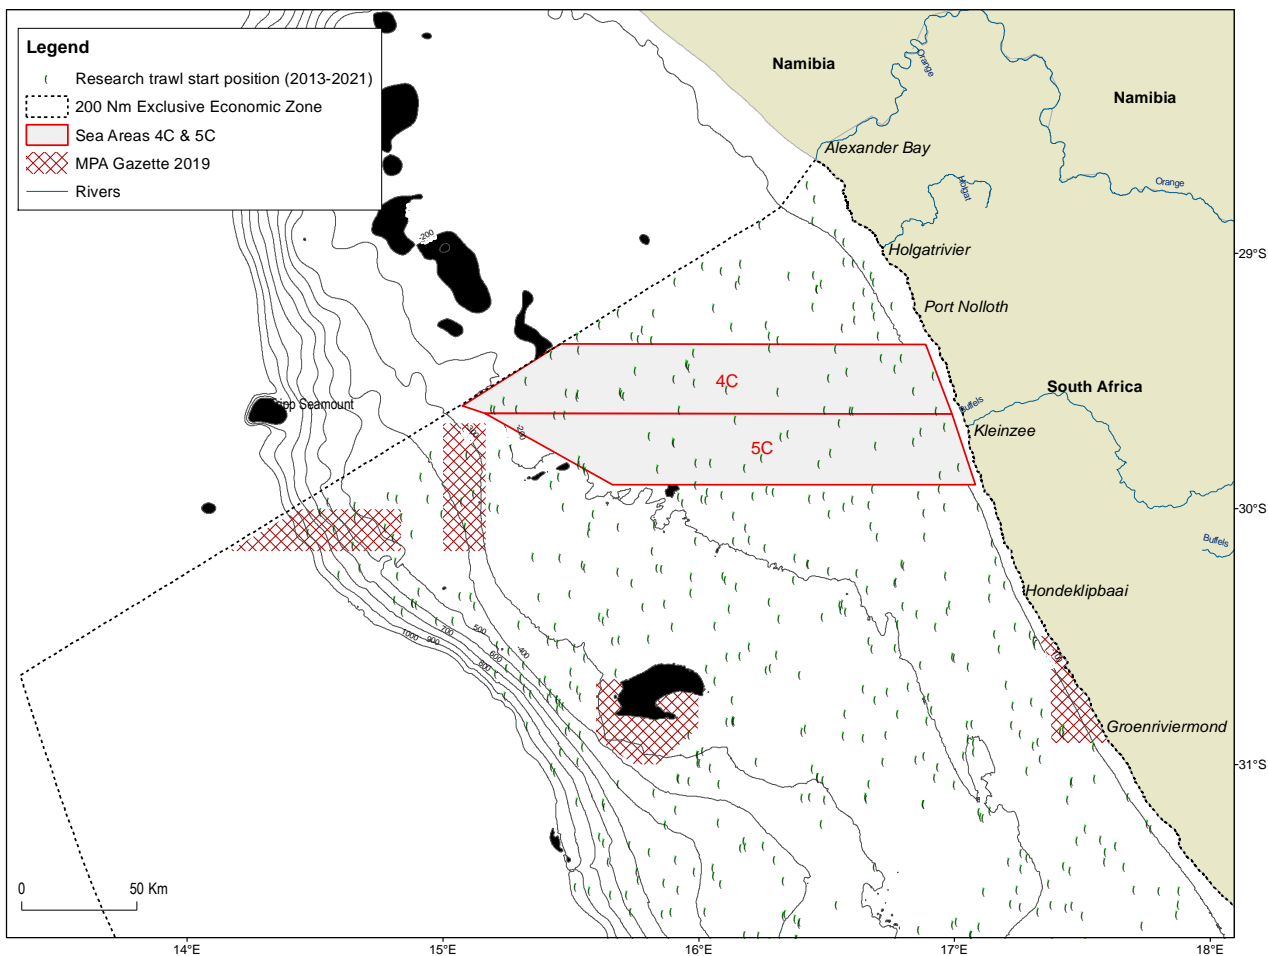 Legend
Research trawl start position (2013-2021)
200 Nm Exclusive Economic Zone
Sea Areas 4C & 5C
MPA Gazette 2019
Rivers
Namibia
Orange
Namibia
Alexander Bay
Orange
Holgat
-200
Holgatrivier
29°S
Port Nolloth
4C
South Africa
Tripp Seamount
Buffels
Kleinzee
-200
5C
30°S
Buffels
Hondeklipbaai
500
700
900
1000
-400
600
800
Groenriviermond
31°S
0 50 Km
14°E 15°E 16°E 17°E 18°E